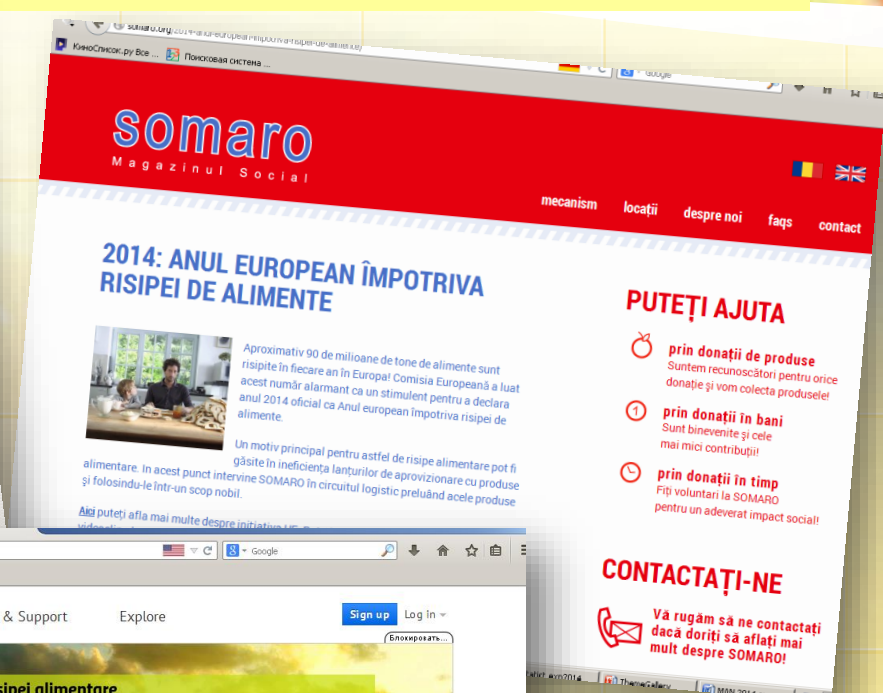 somaro.org/2014-anul-european-impotriva-risipei-de-alimente/
КиноСписок.ру Все ... Поисковая система ...
Google
somaro
Magazinul Social
mecanism locații despre noi faqs contact
2014: ANUL EUROPEAN ÎMPOTRIVA
RISIPEI DE ALIMENTE
Aproximativ 90 de milioane de tone de alimente sunt
risipite în fiecare an în Europa! Comisia Europeană a luat
acest număr alarmant ca un stimulent pentru a declara
anul 2014 oficial ca Anul european împotriva risipei de
alimente.
Un motiv principal pentru astfel de risipe alimentare pot fi
găsite în ineficiența lanțurilor de aprovizionare cu produse
alimentare. In acest punct intervine SOMARO în circuitul logistic preluând acele produse
și folosindu-le într-un scop nobil.
Aici puteți afla mai multe despre inițiativa UE.
PUTEȚI AJUTA
prin donații de produse
Suntem recunoscători pentru orice
donație și vom colecta produsele!
1
prin donații în bani
Sunt binevenite și cele
mai mici contribuții!
prin donații în timp
Fiți voluntari la SOMARO
pentru un adeverat impact social!
CONTACTAȚI-NE
Vă rugăm să ne contactați
dacă doriți să aflați mai
mult despre SOMARO!
8 Google
& Support Explore Sign up Log in
Блокировать...
sipei alimentare
ThemeGallery MAN 2014